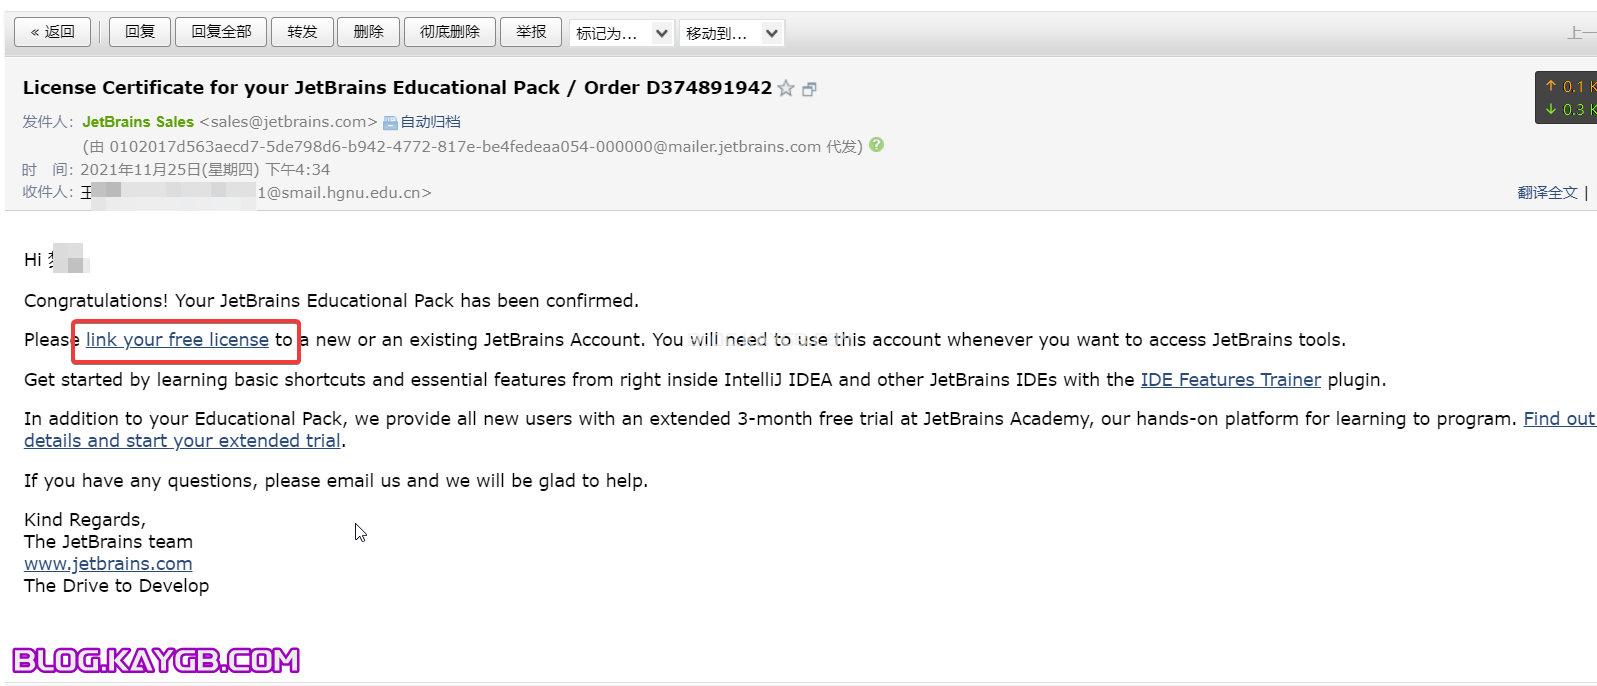 « 返回 回复 回复全部 转发 删除 彻底删除 举报 标记为... 移动到... 上一
License Certificate for your JetBrains Educational Pack / Order D374891942
↑ 0.1 K
发件人： JetBrains Sales <sales@jetbrains.com> 自动归档
↓ 0.3 K
(由 0102017d563aecd7-5de798d6-b942-4772-817e-be4fedeaa054-000000@mailer.jetbrains.com 代发)
时 间： 2021年11月25日(星期四) 下午4:34
收件人： 王 1@smail.hgnu.edu.cn>
翻译全文 |
Hi
Congratulations! Your JetBrains Educational Pack has been confirmed.
Please link your free license to a new or an existing JetBrains Account. You will need to use this account whenever you want to access JetBrains tools.
BLOG.KAYGB.COM
Get started by learning basic shortcuts and essential features from right inside IntelliJ IDEA and other JetBrains IDEs with the IDE Features Trainer plugin.
In addition to your Educational Pack, we provide all new users with an extended 3-month free trial at JetBrains Academy, our hands-on platform for learning to program. Find out
details and start your extended trial.
If you have any questions, please email us and we will be glad to help.
Kind Regards,
The JetBrains team
www.jetbrains.com
The Drive to Develop
BLOG.KAYGB.COM